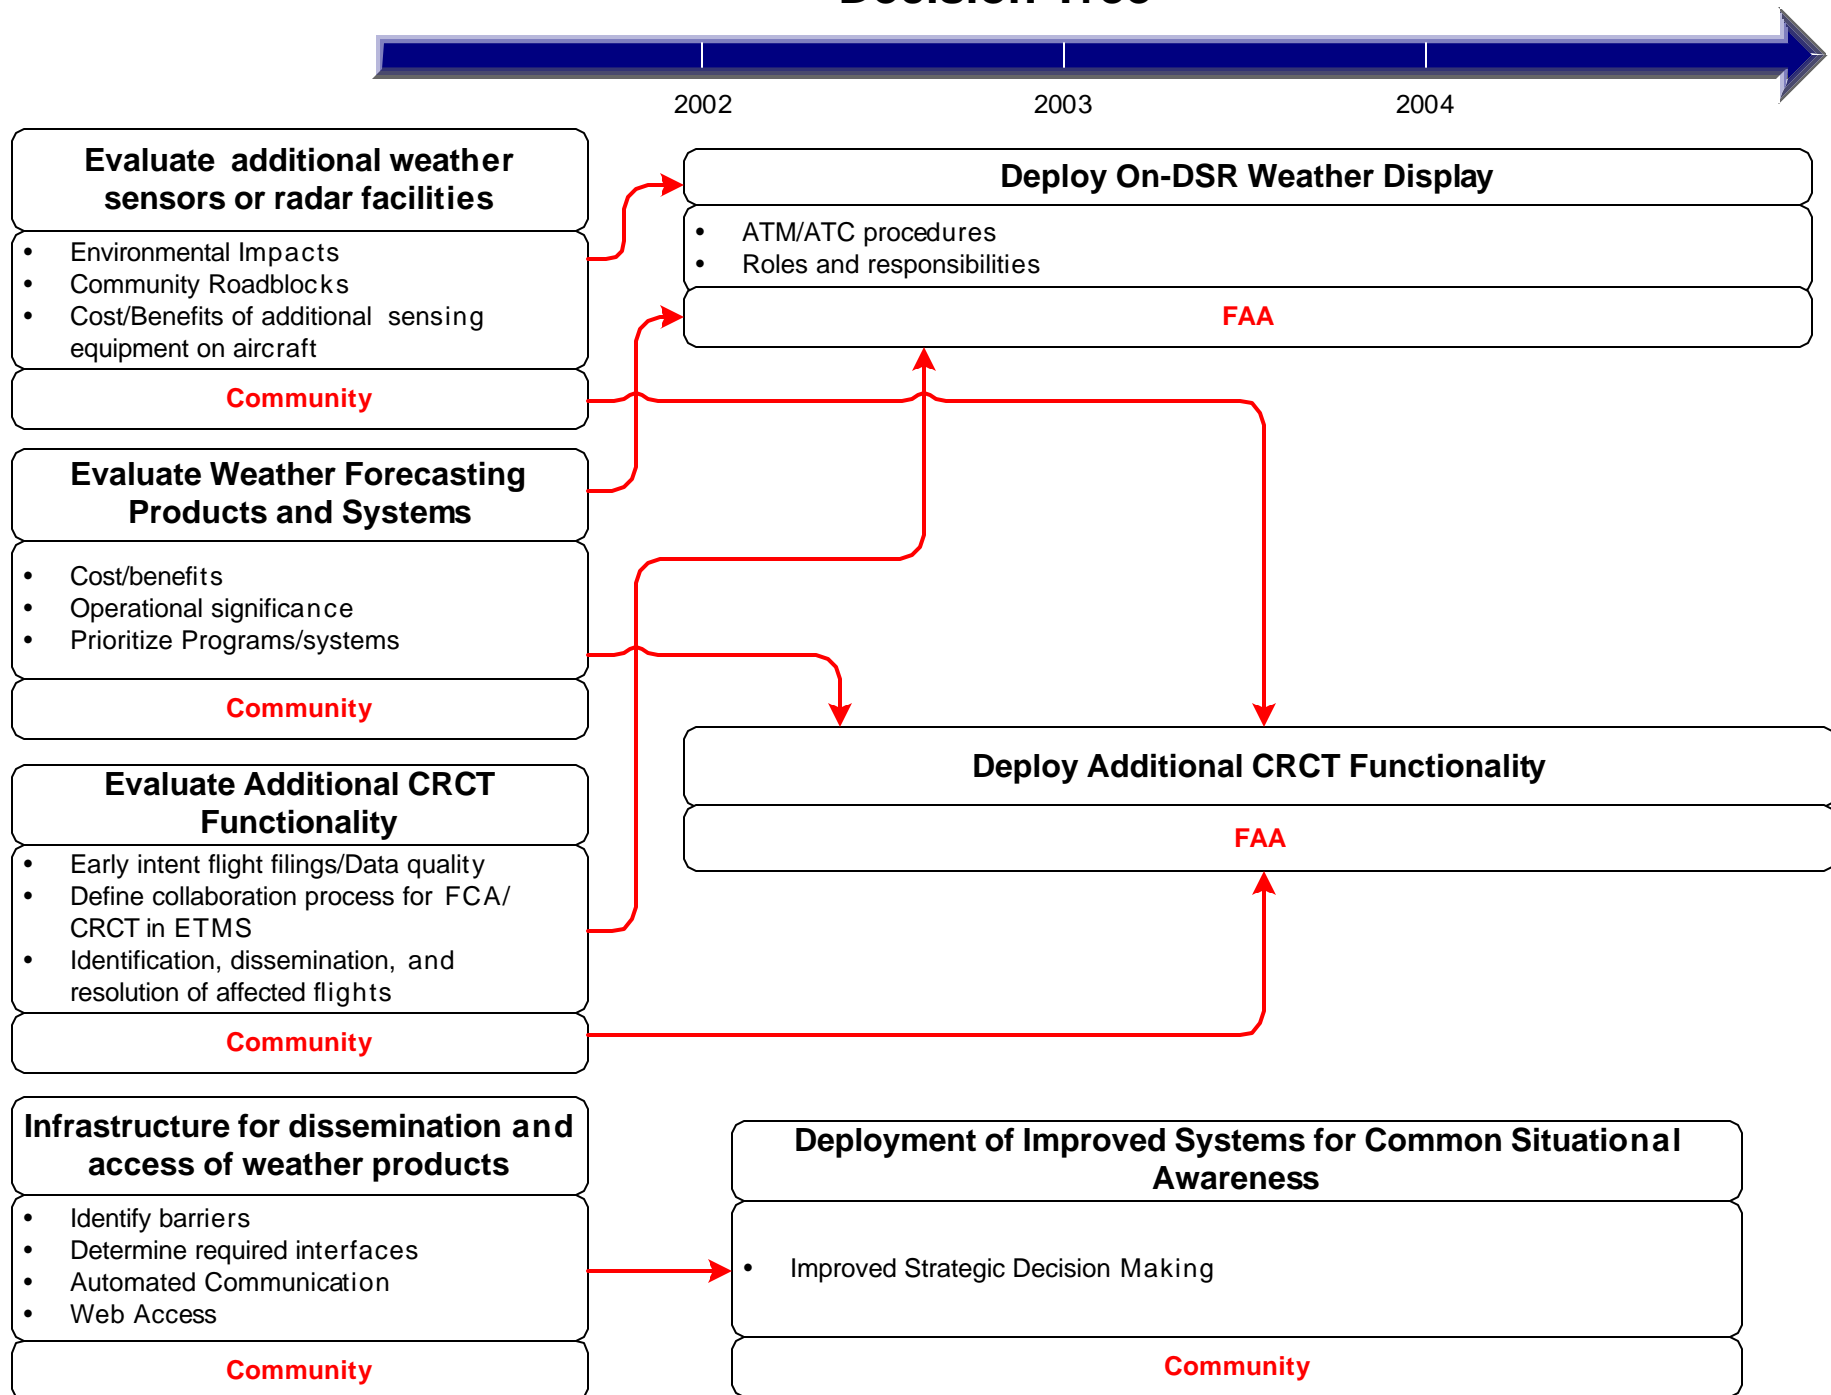 Decision Tree
2002
2003
2004
Evaluate additional weather
sensors or radar facilities
• Environmental Impacts
• Community Roadblocks
• Cost/Benefits of additional sensing
equipment on aircraft
Community
Deploy On-DSR Weather Display
• ATM/ATC procedures
• Roles and responsibilities
FAA
Evaluate Weather Forecasting
Products and Systems
• Cost/benefits
• Operational significance
• Prioritize Programs/systems
Community
Deploy Additional CRCT Functionality
FAA
Evaluate Additional CRCT
Functionality
• Early intent flight filings/Data quality
• Define collaboration process for FCA/
CRCT in ETMS
• Identification, dissemination, and
resolution of affected flights
Community
Infrastructure for dissemination and
access of weather products
• Identify barriers
• Determine required interfaces
• Automated Communication
• Web Access
Community
Deployment of Improved Systems for Common Situational
Awareness
• Improved Strategic Decision Making
Community